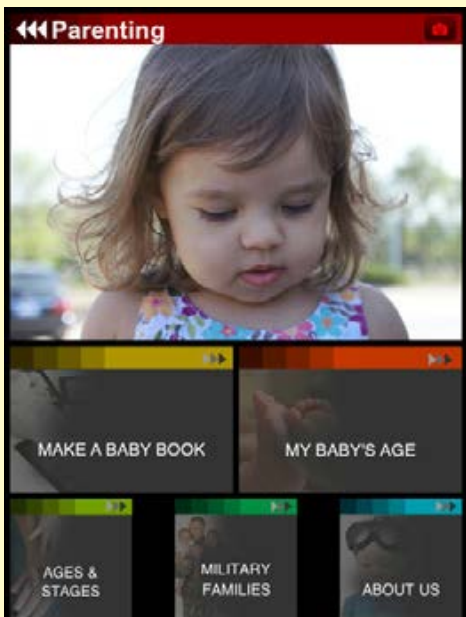 Parenting
MAKE A BABY BOOK
MY BABY'S AGE
AGES &
STAGES
MILITARY
FAMILIES
ABOUT US